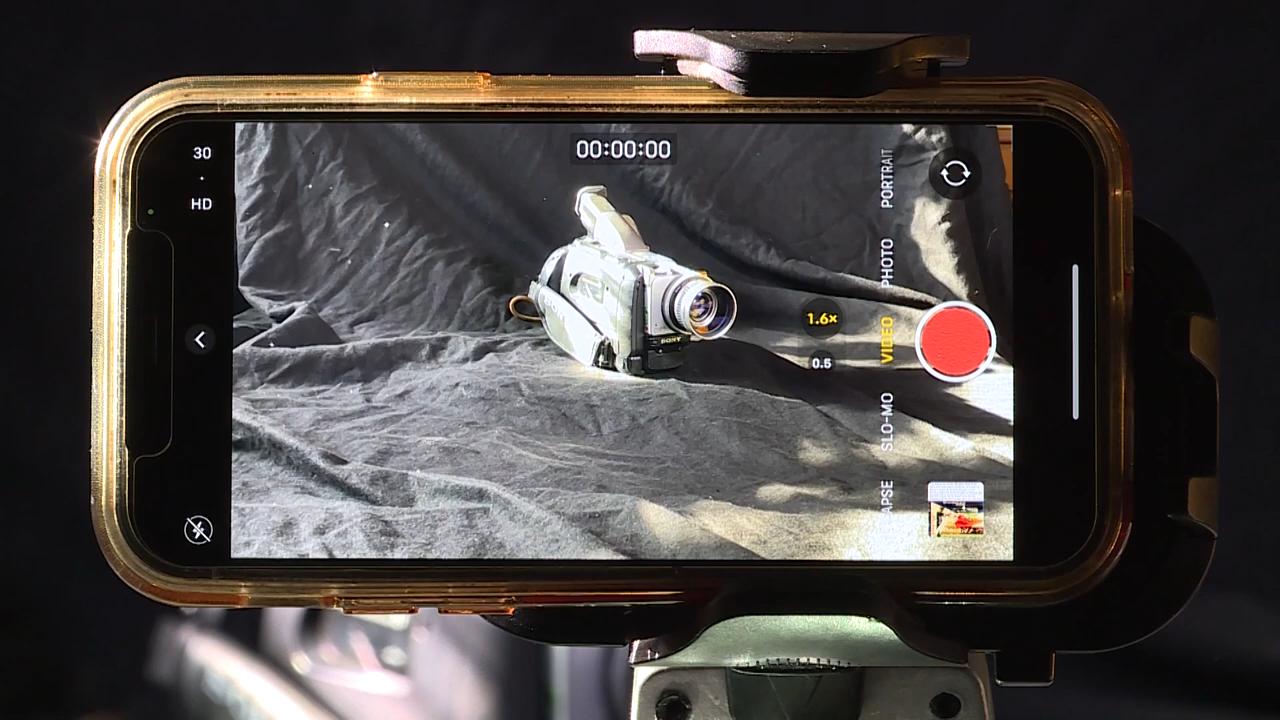 30
HD
00:00:00
PORTRAIT
PHOTO
VIDEO
SLO-MO
APSE
1.6×
0.5
SONY